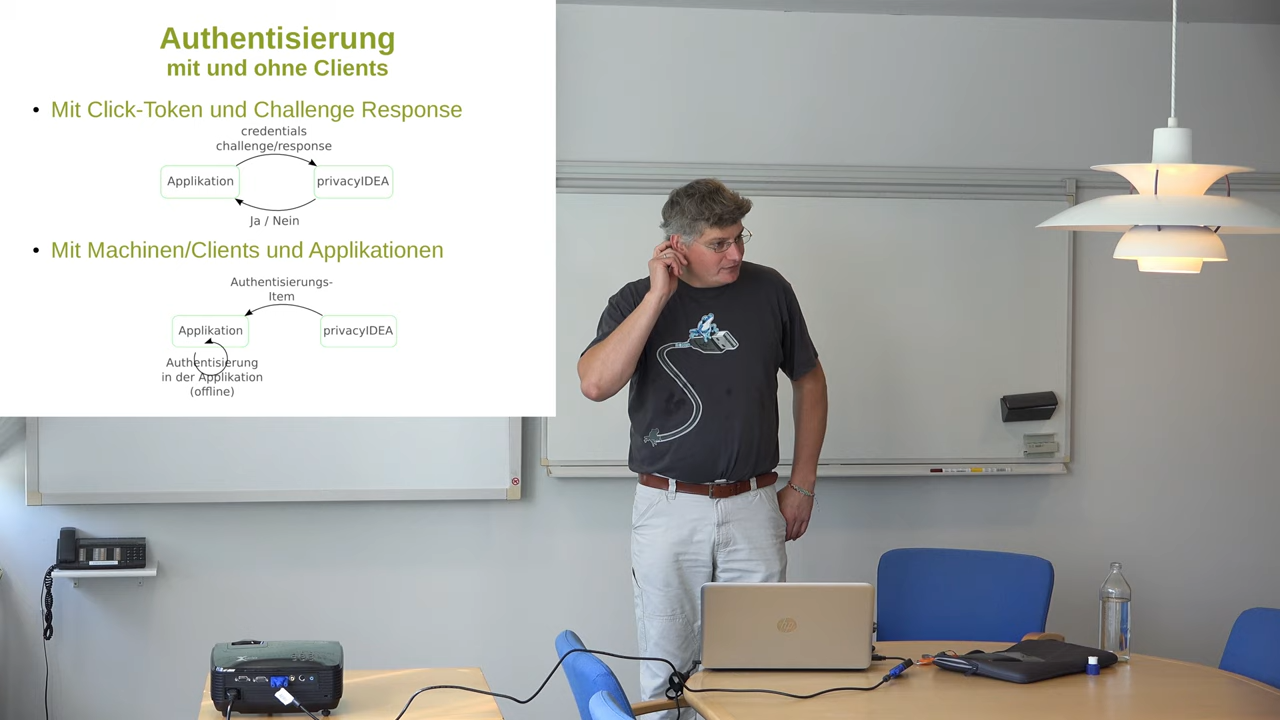 Authentisierung
mit und ohne Clients
• Mit Click-Token und Challenge Response
credentials
challenge/response
Applikation
privacyIDEA
Ja / Nein
• Mit Machinen/Clients und Applikationen
Authentisierungs-
Item
Applikation
privacyIDEA
Authentisierung
in der Applikation
(offline)
hp